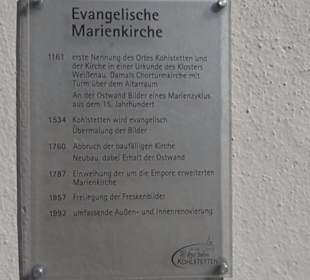 Evangelische
Marienkirche
1161 erste Nennung des Ortes Kohlstetten und
der Kirche in einer Urkunde des Klosters
Weißenau. Damals Chorturmkirche mit
Turm über dem Altarraum
An der Ostwand Bilder eines Marienzyklus
aus dem 15. Jahrhundert
1534 Kohlstetten wird evangelisch
Übermalung der Bilder
1760 Abbruch der baufälligen Kirche
Neubau, dabei Erhalt der Ostwand
1787 Einweihung der um die Empore erweiterten
Marienkirche
1957 Freilegung der Freskenbilder
1992 umfassende Außen- und Innenrenovierung
KOHLSTETTEN